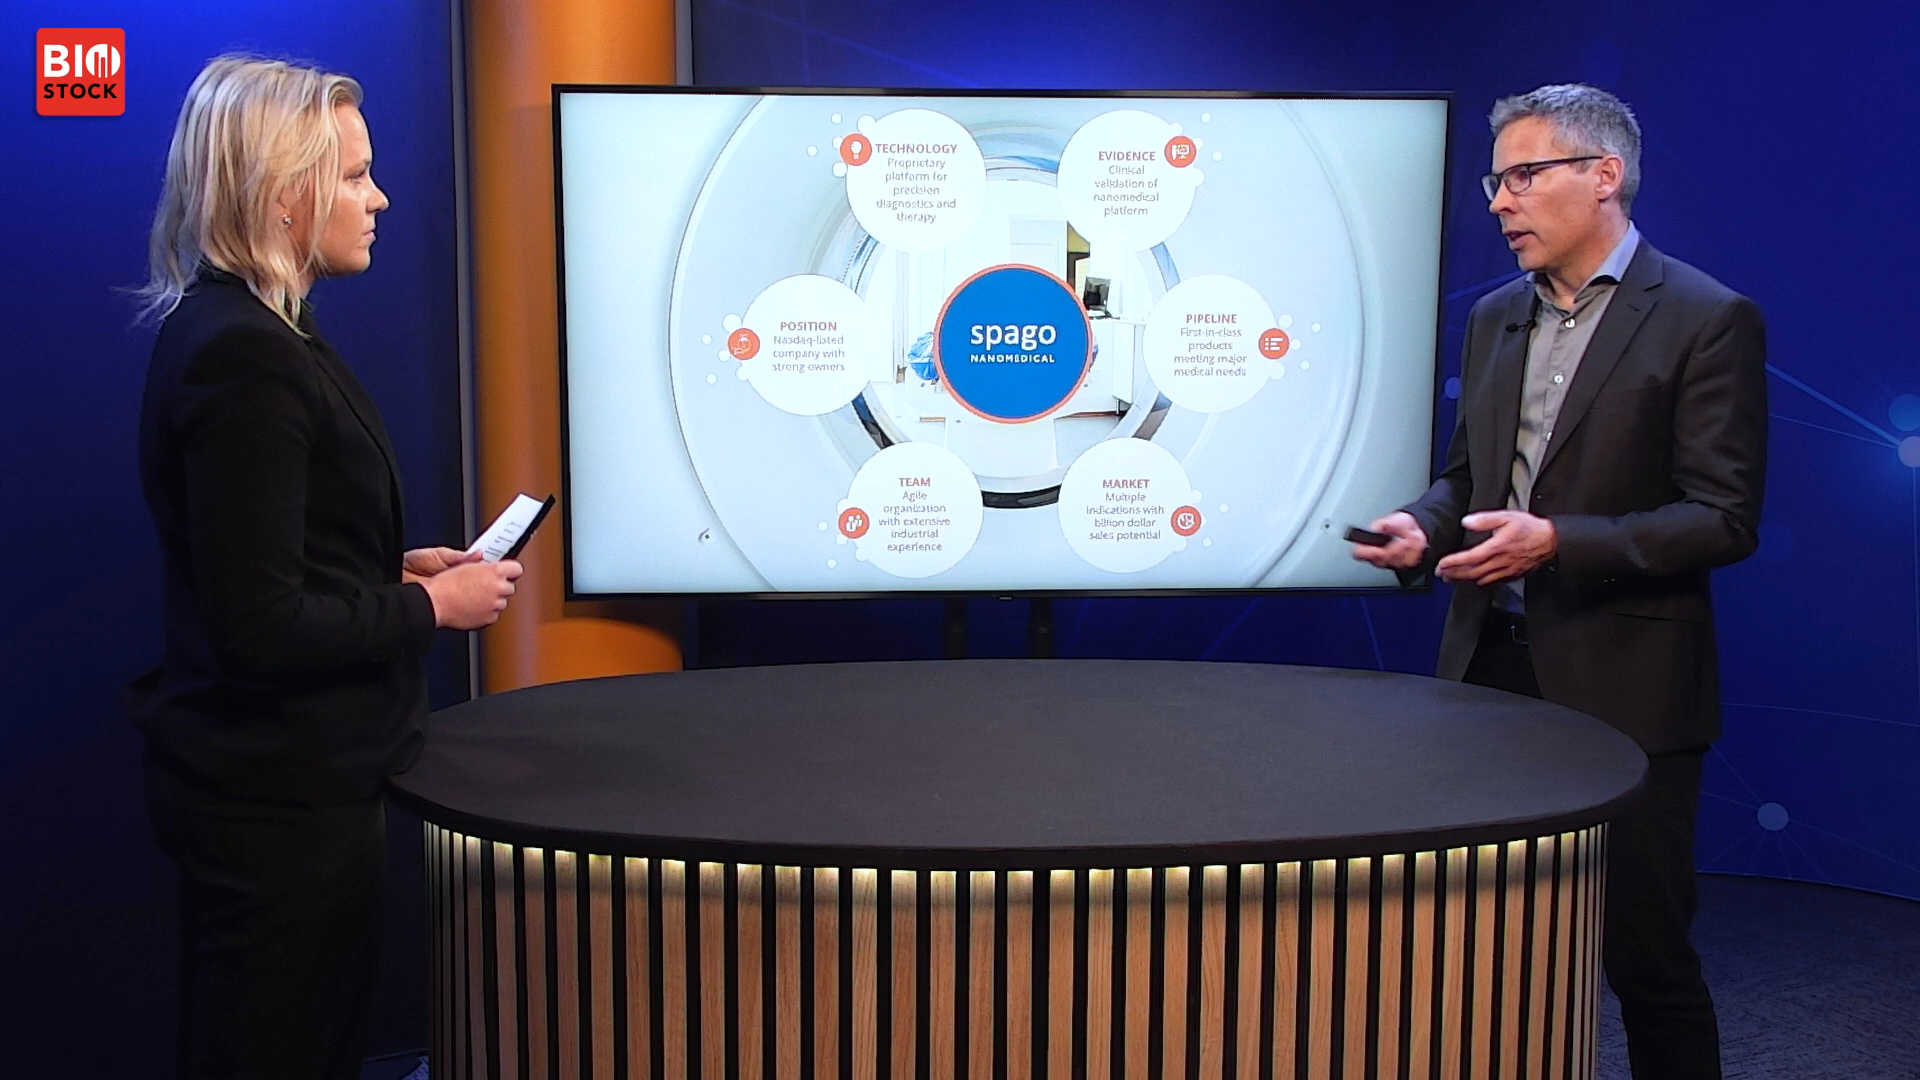 BIO
STOCK
TECHNOLOGY
Proprietary
platform for
precision
diagnostics and
therapy
EVIDENCE
Clinical
validation of
nanomedical
platform
POSITION
Nasdaq-listed
company with
strong owners
spago
NANOMEDICAL
PIPELINE
First-in-class
products
meeting major
medical needs
TEAM
Agile
organization
with extensive
industrial
experience
MARKET
Multiple
indications with
billion dollar
sales potential